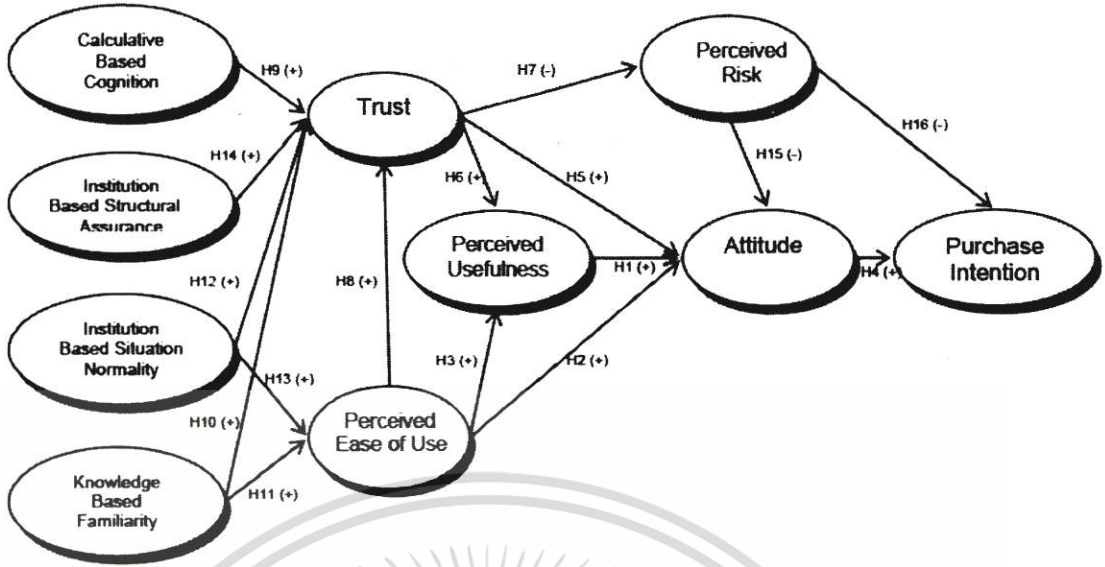 Calculative
Based
Cognition
H9 (+)
Trust
H7 (-)
Perceived
Risk
H14 (+)
H16 (-)
H15 (-)
Institution
Based Structural
Assurance
H6 (+)
H5 (+)
Perceived
Usefulness
H1 (+)
Attitude
H4 (+)
Purchase
Intention
H12 (+)
H8 (+)
Institution
Based Situation
Normality
H3 (+)
H2 (+)
H13 (+)
H10 (+)
Perceived
Ease of Use
Knowledge
Based
Familiarity
H11 (+)